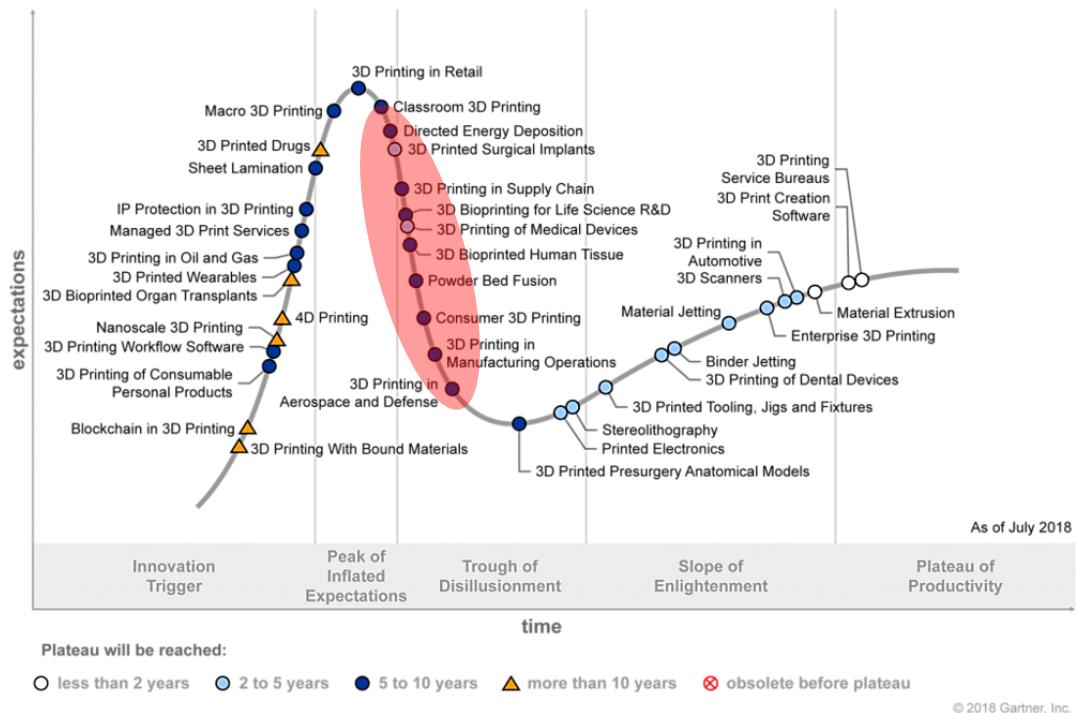 3D Printing in Retail
Macro 3D Printing
Classroom 3D Printing
Directed Energy Deposition
3D Printed Drugs
3D Printed Surgical Implants
Sheet Lamination
3D Printing in Supply Chain
IP Protection in 3D Printing
3D Bioprinting for Life Science R&D
Managed 3D Print Services
3D Printing of Medical Devices
3D Printing in Oil and Gas
3D Bioprinted Human Tissue
3D Printed Wearables
Powder Bed Fusion
3D Bioprinted Organ Transplants
4D Printing
Consumer 3D Printing
Nanoscale 3D Printing
3D Printing Workflow Software
3D Printing in
Manufacturing Operations
3D Printing of Consumable
Personal Products
3D Printing in
Aerospace and Defense
Blockchain in 3D Printing
3D Printing With Bound Materials
3D Printing
Service Bureaus
3D Print Creation
Software
3D Printing in
Automotive
3D Scanners
Material Jetting
Material Extrusion
Enterprise 3D Printing
Binder Jetting
3D Printing of Dental Devices
3D Printed Tooling, Jigs and Fixtures
Stereolithography
Printed Electronics
3D Printed Presurgery Anatomical Models
expectations
As of July 2018
Innovation
Trigger
Peak of
Inflated
Expectations
Trough of
Disillusionment
Slope of
Enlightenment
Plateau of
Productivity
time
Plateau will be reached:
less than 2 years
2 to 5 years
5 to 10 years
more than 10 years
obsolete before plateau
© 2018 Gartner, Inc.